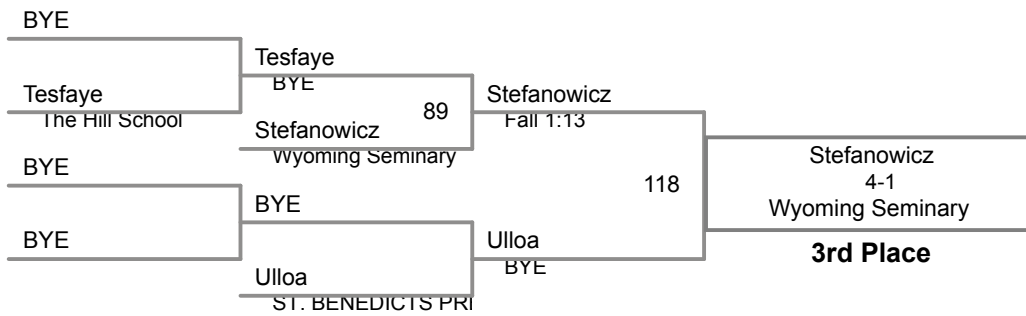 BYE
Tesfaye
The Hill School
BYE
BYE
Tesfaye
BYE
89
Stefanowicz
Wyoming Seminary
BYE
Ulloa
ST. BENEDICTS PRI
Stefanowicz
Fall 1:13
118
Ulloa
BYE
Stefanowicz
4-1
Wyoming Seminary
3rd Place